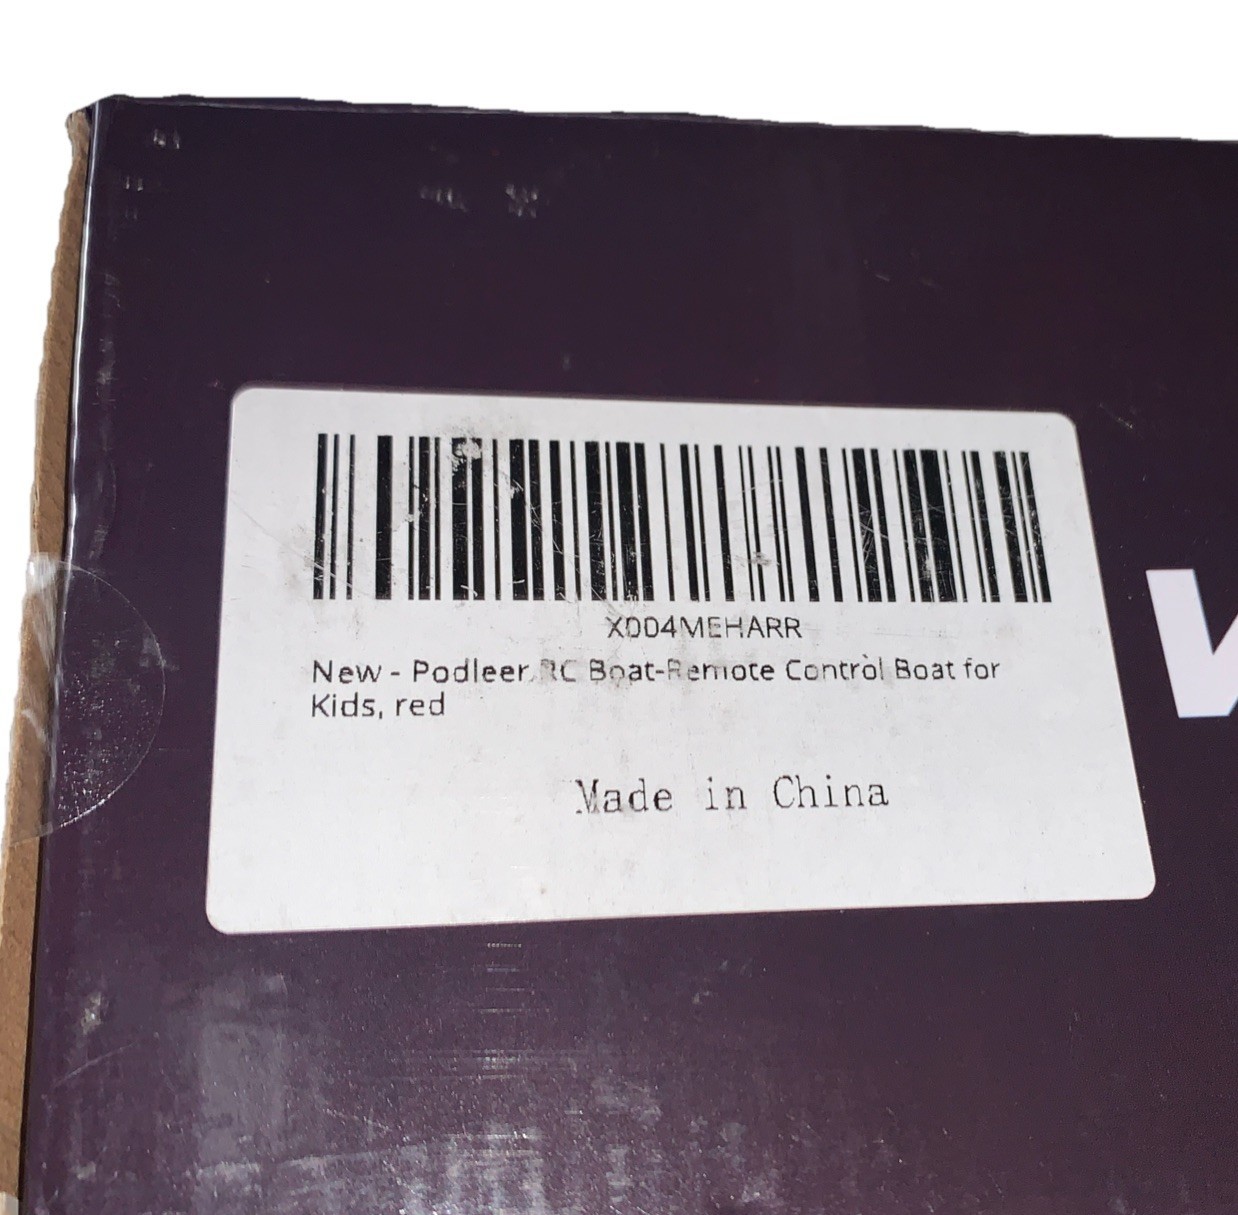 X004MEHARR
New - Podleer RC Boat-Remote Control Boat for
Kids, red
Made in China